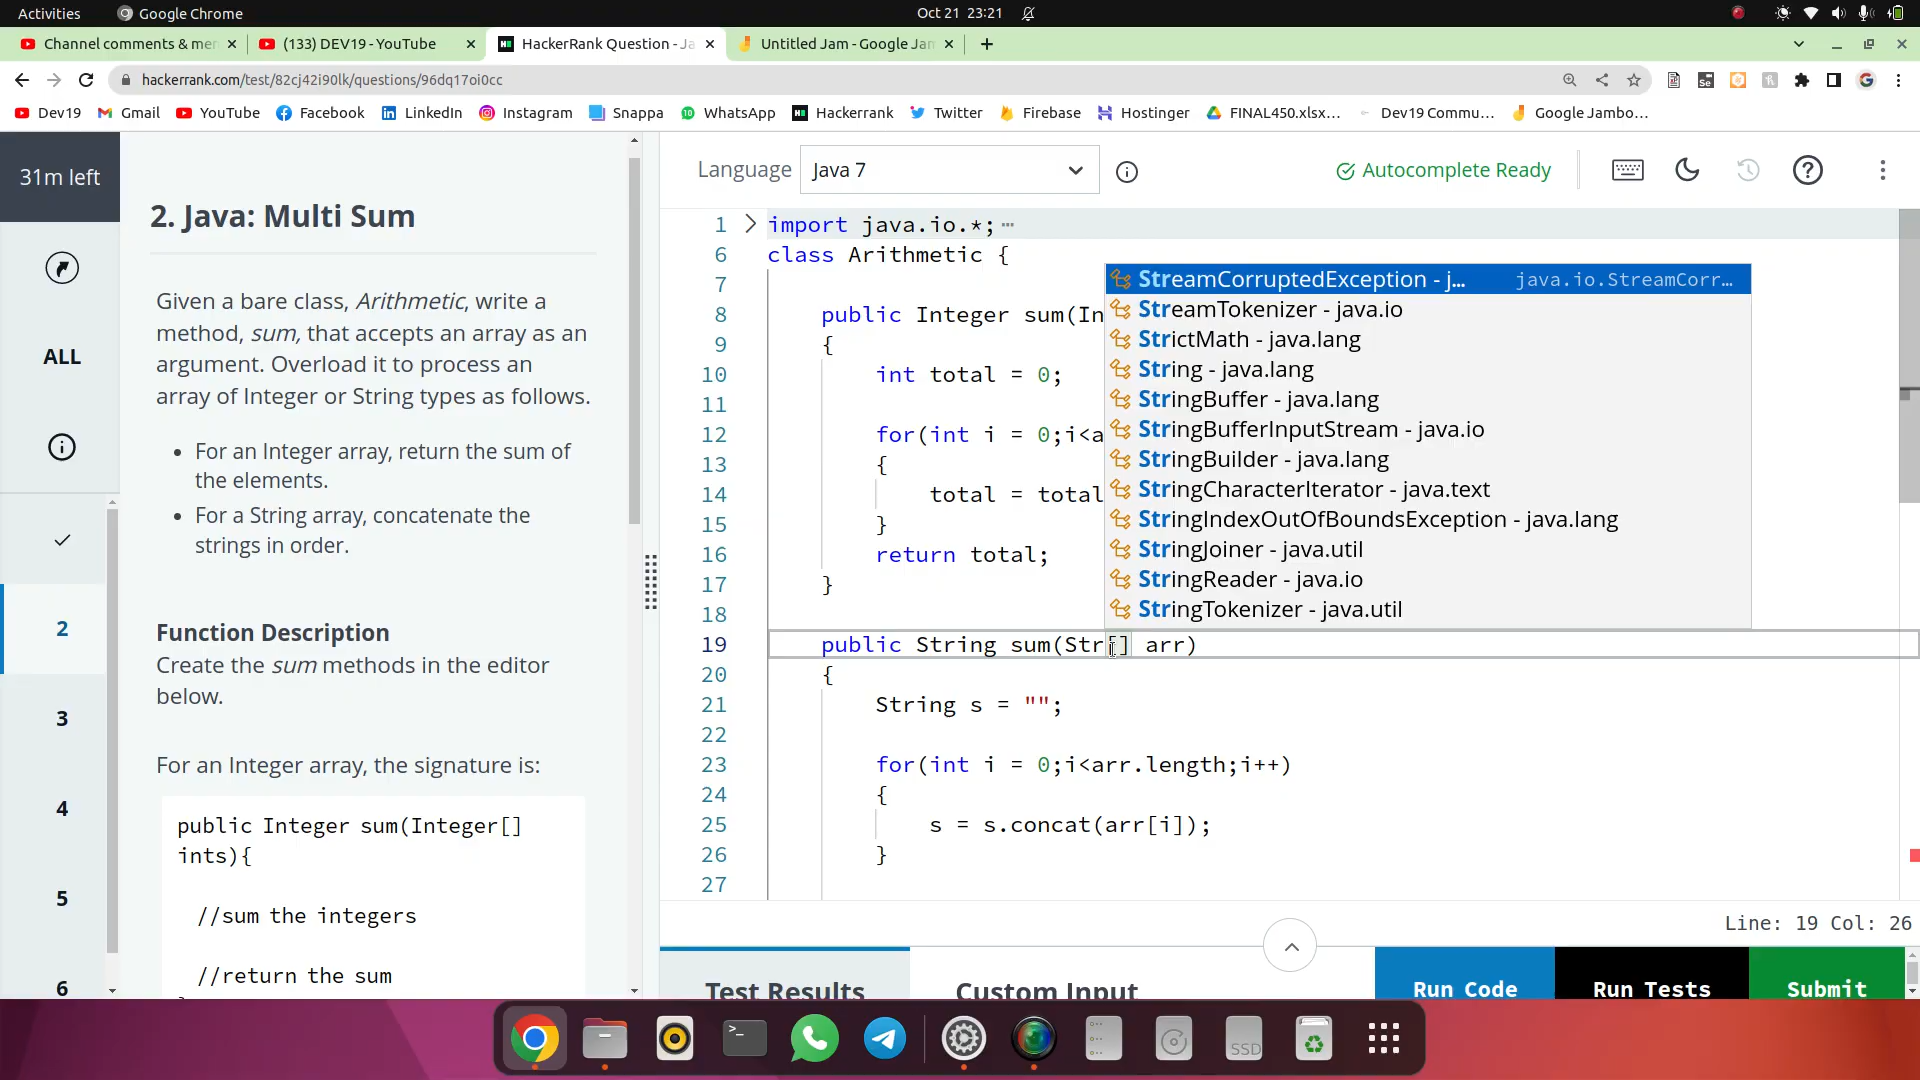 Activities
Google Chrome
Oct 21 23:21
Channel comments & me
(133) DEV19 - YouTube
HackerRank Question - Ja
Untitled Jam - Google Jam
hackerrank.com/test/82cj42i90lk/questions/96dq17oi0cc
Dev19
Gmail
YouTube
Facebook
LinkedIn
Instagram
Snappa
WhatsApp
Hackerrank
Twitter
Firebase
Hostinger
FINAL450.xlsx...
Dev19 Commu...
Google Jambo...
31m left
ALL
2
3
4
5
6
2. Java: Multi Sum
Given a bare class, Arithmetic, write a
method, sum, that accepts an array as an
argument. Overload it to process an
array of Integer or String types as follows.
• For an Integer array, return the sum of
the elements.
• For a String array, concatenate the
strings in order.
Function Description
Create the sum methods in the editor
below.
For an Integer array, the signature is:
public Integer sum(Integer[]
ints){
//sum the integers
//return the sum
Language
Java 7
Autocomplete Ready
1 import java.io.*;
6 class Arithmetic {
7
8 public Integer sum(In
9 {
10 int total = 0;
11
12 for(int i = 0;i<a
13 {
14 total = total
15 }
16 return total;
17 }
18
19 public String sum(Str[] arr)
20 {
21 String s = "";
22
23 for(int i = 0;i<arr.length;i++)
24 {
25 s = s.concat(arr[i]);
26 }
27
StreamCorruptedException - j... java.io.StreamCorr...
StreamTokenizer - java.io
StrictMath - java.lang
String - java.lang
StringBuffer - java.lang
StringBufferInputStream - java.io
StringBuilder - java.lang
StringCharacterIterator - java.text
StringIndexOutOfBoundsException - java.lang
StringJoiner - java.util
StringReader - java.io
StringTokenizer - java.util
Line: 19 Col: 26
Test Results
Custom Input
Run Code
Run Tests
Submit
SSD